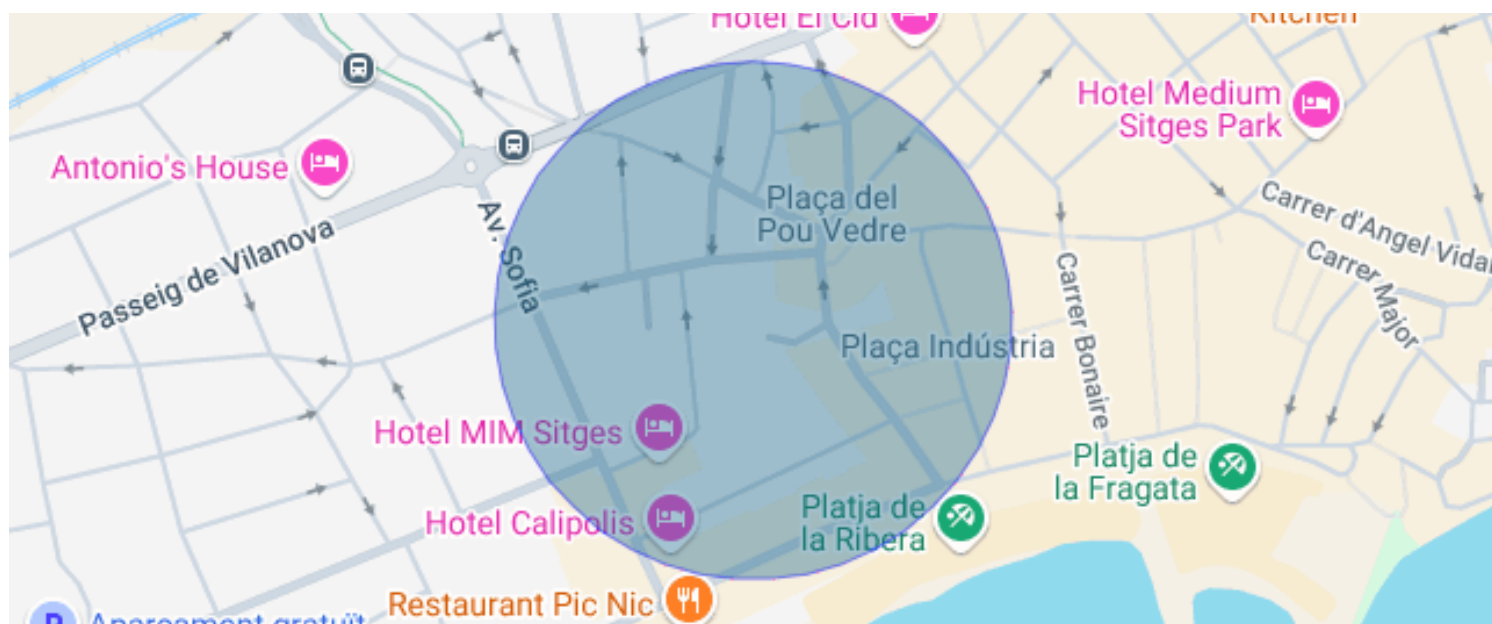 Hotel El Cid
Kitchen
Hotel Medium
Sitges Park
Antonio's House
Plaça del
Pou Vedre
Carrer d'Angel Vidal
Av. Sofia
Passeig de Vilanova
Carrer Major
Carrer Bonaire
Plaça Indústria
Hotel MIM Sitges
Platja de
la Fragata
Hotel Calipolis
Platja de
la Ribera
Restaurant Pic Nic
P
Aparcament gratuït